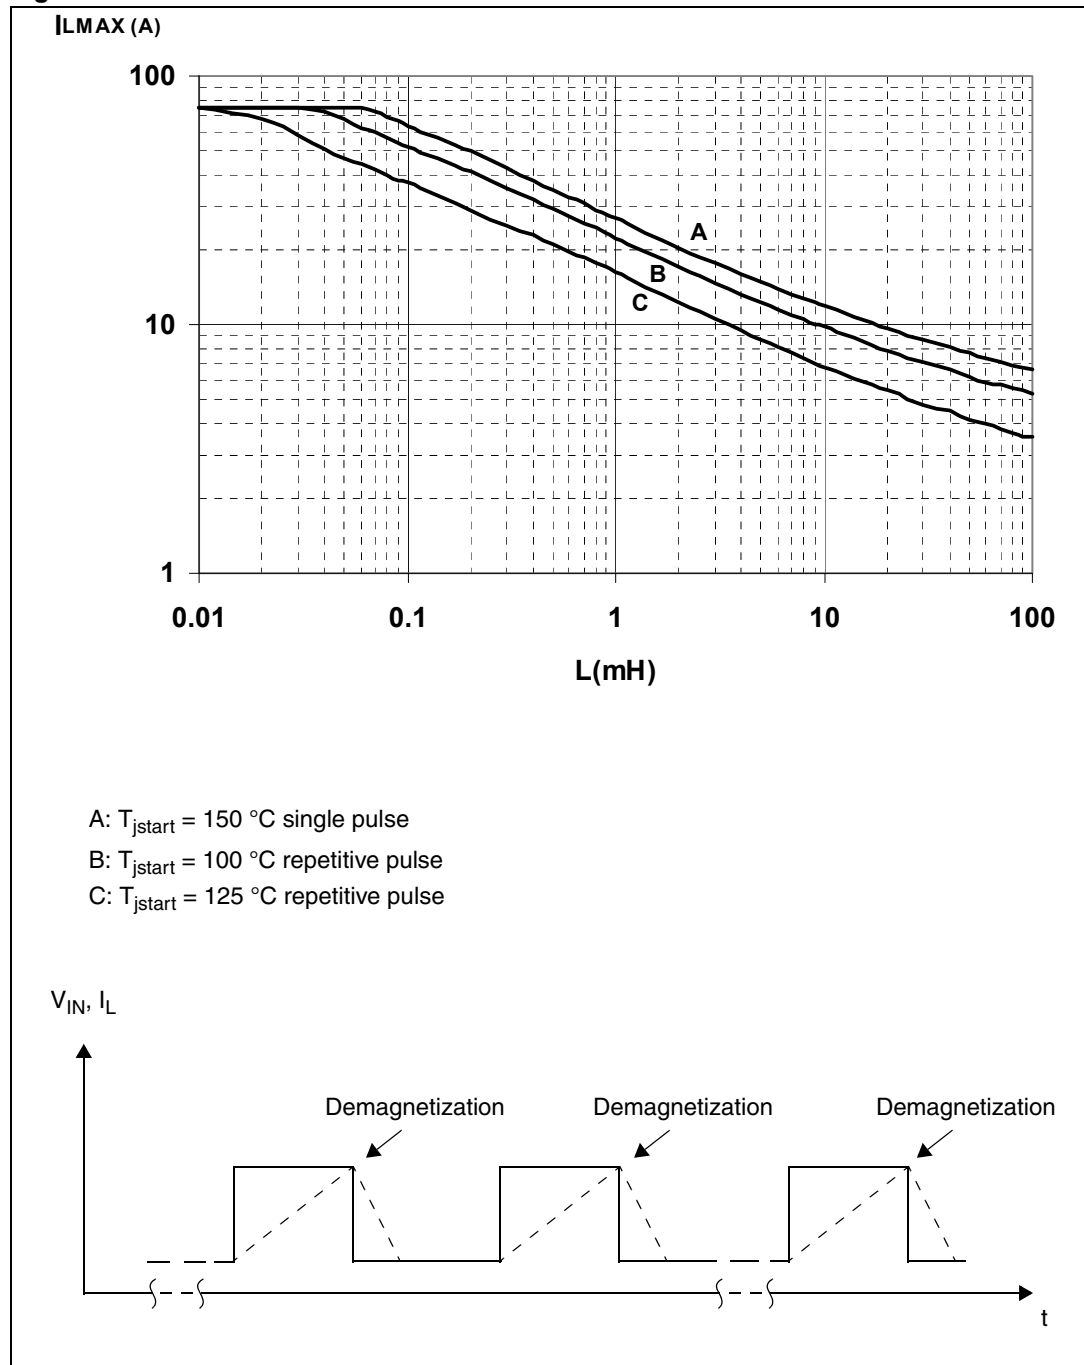 ILMAX (A)
100
10
1
A
B
C
0.01 0.1 1 10 100
L(mH)
A: Tjstart = 150 °C single pulse
B: Tjstart = 100 °C repetitive pulse
C: Tjstart = 125 °C repetitive pulse
VIN, IL
Demagnetization Demagnetization Demagnetization
t